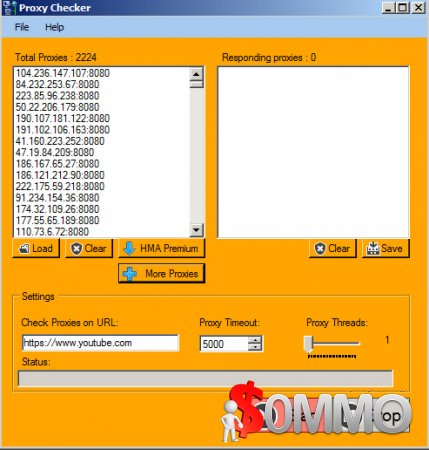 Proxy Checker
File Help
Total Proxies : 2224
Responding proxies : 0
104.236.147.107:8080
84.232.253.67:8080
223.85.96.238:8080
50.22.206.179:8080
190.107.181.122:8080
191.102.106.163:8080
41.160.223.252:8080
47.19.84.209:8080
186.167.65.27:8080
186.121.212.90:8080
222.175.59.218:8080
91.234.154.36:8080
174.32.109.26:8080
177.55.65.189:8080
110.73.6.72:8080
Load Clear HMA Premium Clear Save
More Proxies
Settings
Check Proxies on URL: Proxy Timeout: Proxy Threads:
https://www.youtube.com 5000 1
Status:
$OMMO